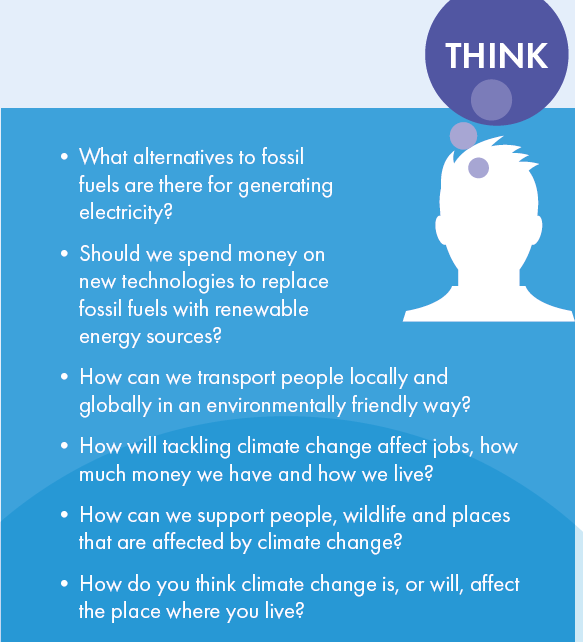 THINK
• What alternatives to fossil
fuels are there for generating
electricity?
• Should we spend money on
new technologies to replace
fossil fuels with renewable
energy sources?
• How can we transport people locally and
globally in an environmentally friendly way?
• How will tackling climate change affect jobs, how
much money we have and how we live?
• How can we support people, wildlife and places
that are affected by climate change?
• How do you think climate change is, or will, affect
the place where you live?